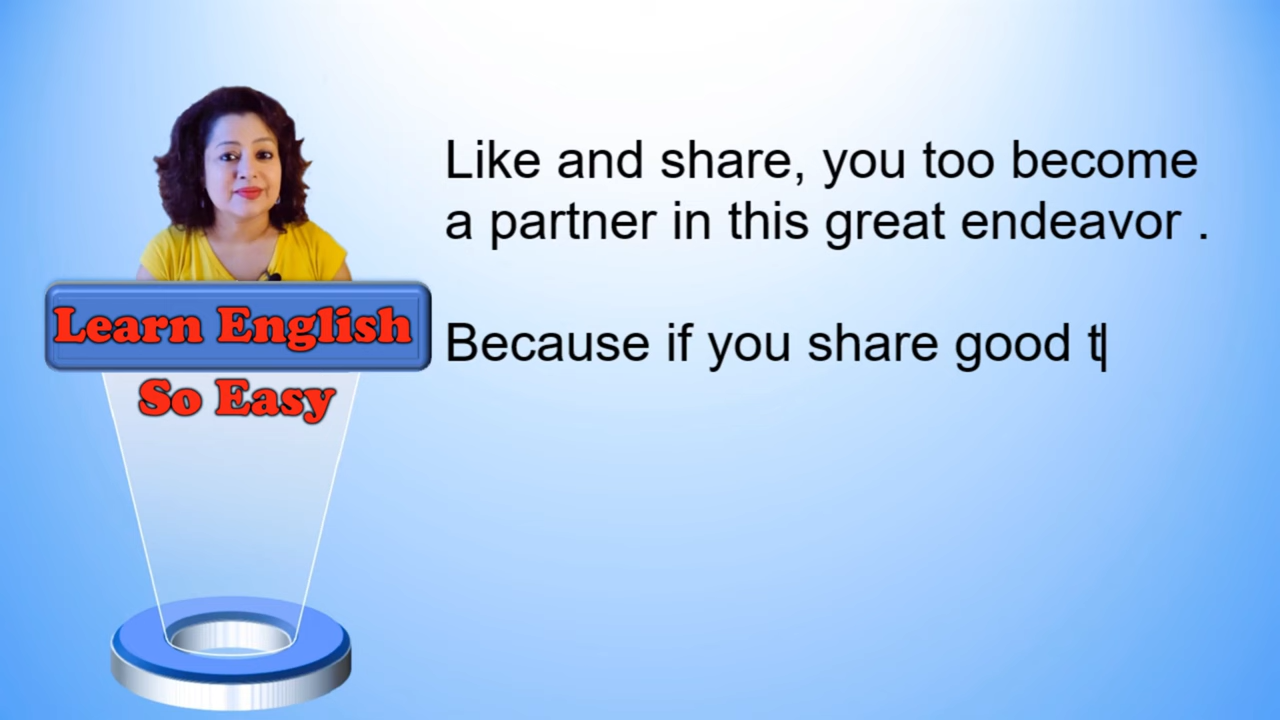 Like and share, you too become
a partner in this great endeavor .
Because if you share good t
Learn English
So Easy